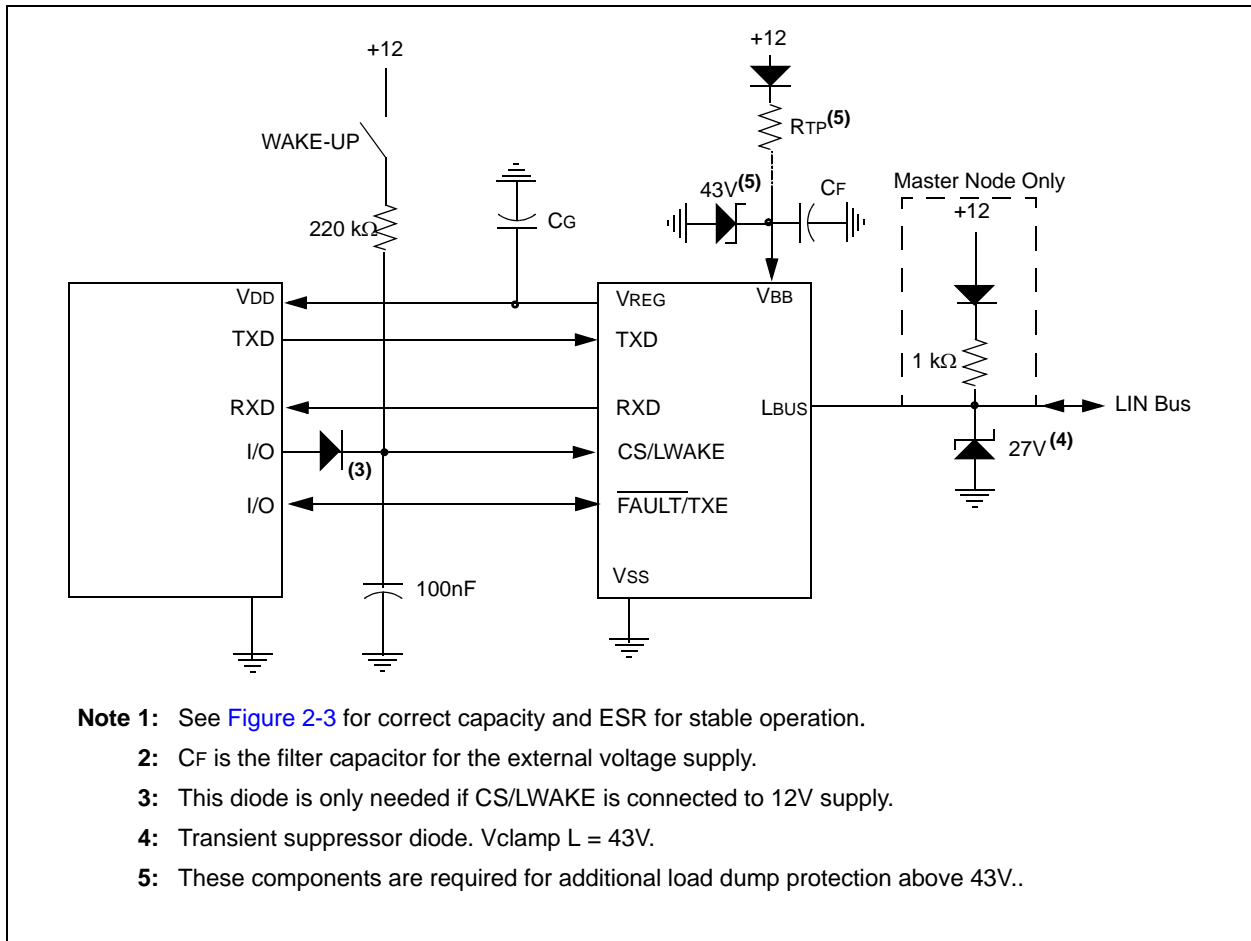 +12
+12
WAKE-UP
RTP(5)
43V(5)
CF
Master Node Only
+12
220 kΩ
CG
VDD
VREG
VBB
TXD
TXD
1 kΩ
RXD
RXD
LBUS
LIN Bus
I/O
(3)
CS/LWAKE
27V(4)
I/O
FAULT/TXE
100nF
VSS
Note 1: See Figure 2-3 for correct capacity and ESR for stable operation.
2: CF is the filter capacitor for the external voltage supply.
3: This diode is only needed if CS/LWAKE is connected to 12V supply.
4: Transient suppressor diode. Vclamp L = 43V.
5: These components are required for additional load dump protection above 43V..